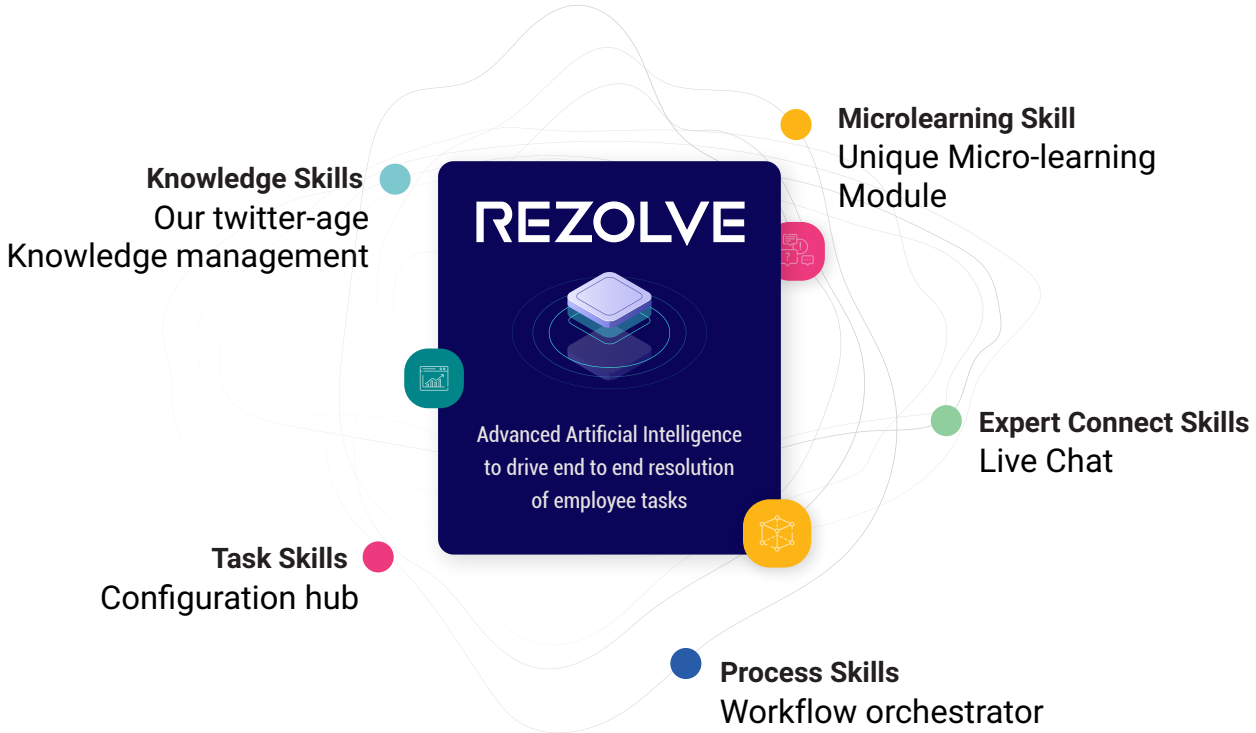 Microlearning Skill
Unique Micro-learning
Module
Knowledge Skills
Our twitter-age
Knowledge management
REZOLVE
Advanced Artificial Intelligence
to drive end to end resolution
of employee tasks
Expert Connect Skills
Live Chat
Task Skills
Configuration hub
Process Skills
Workflow orchestrator